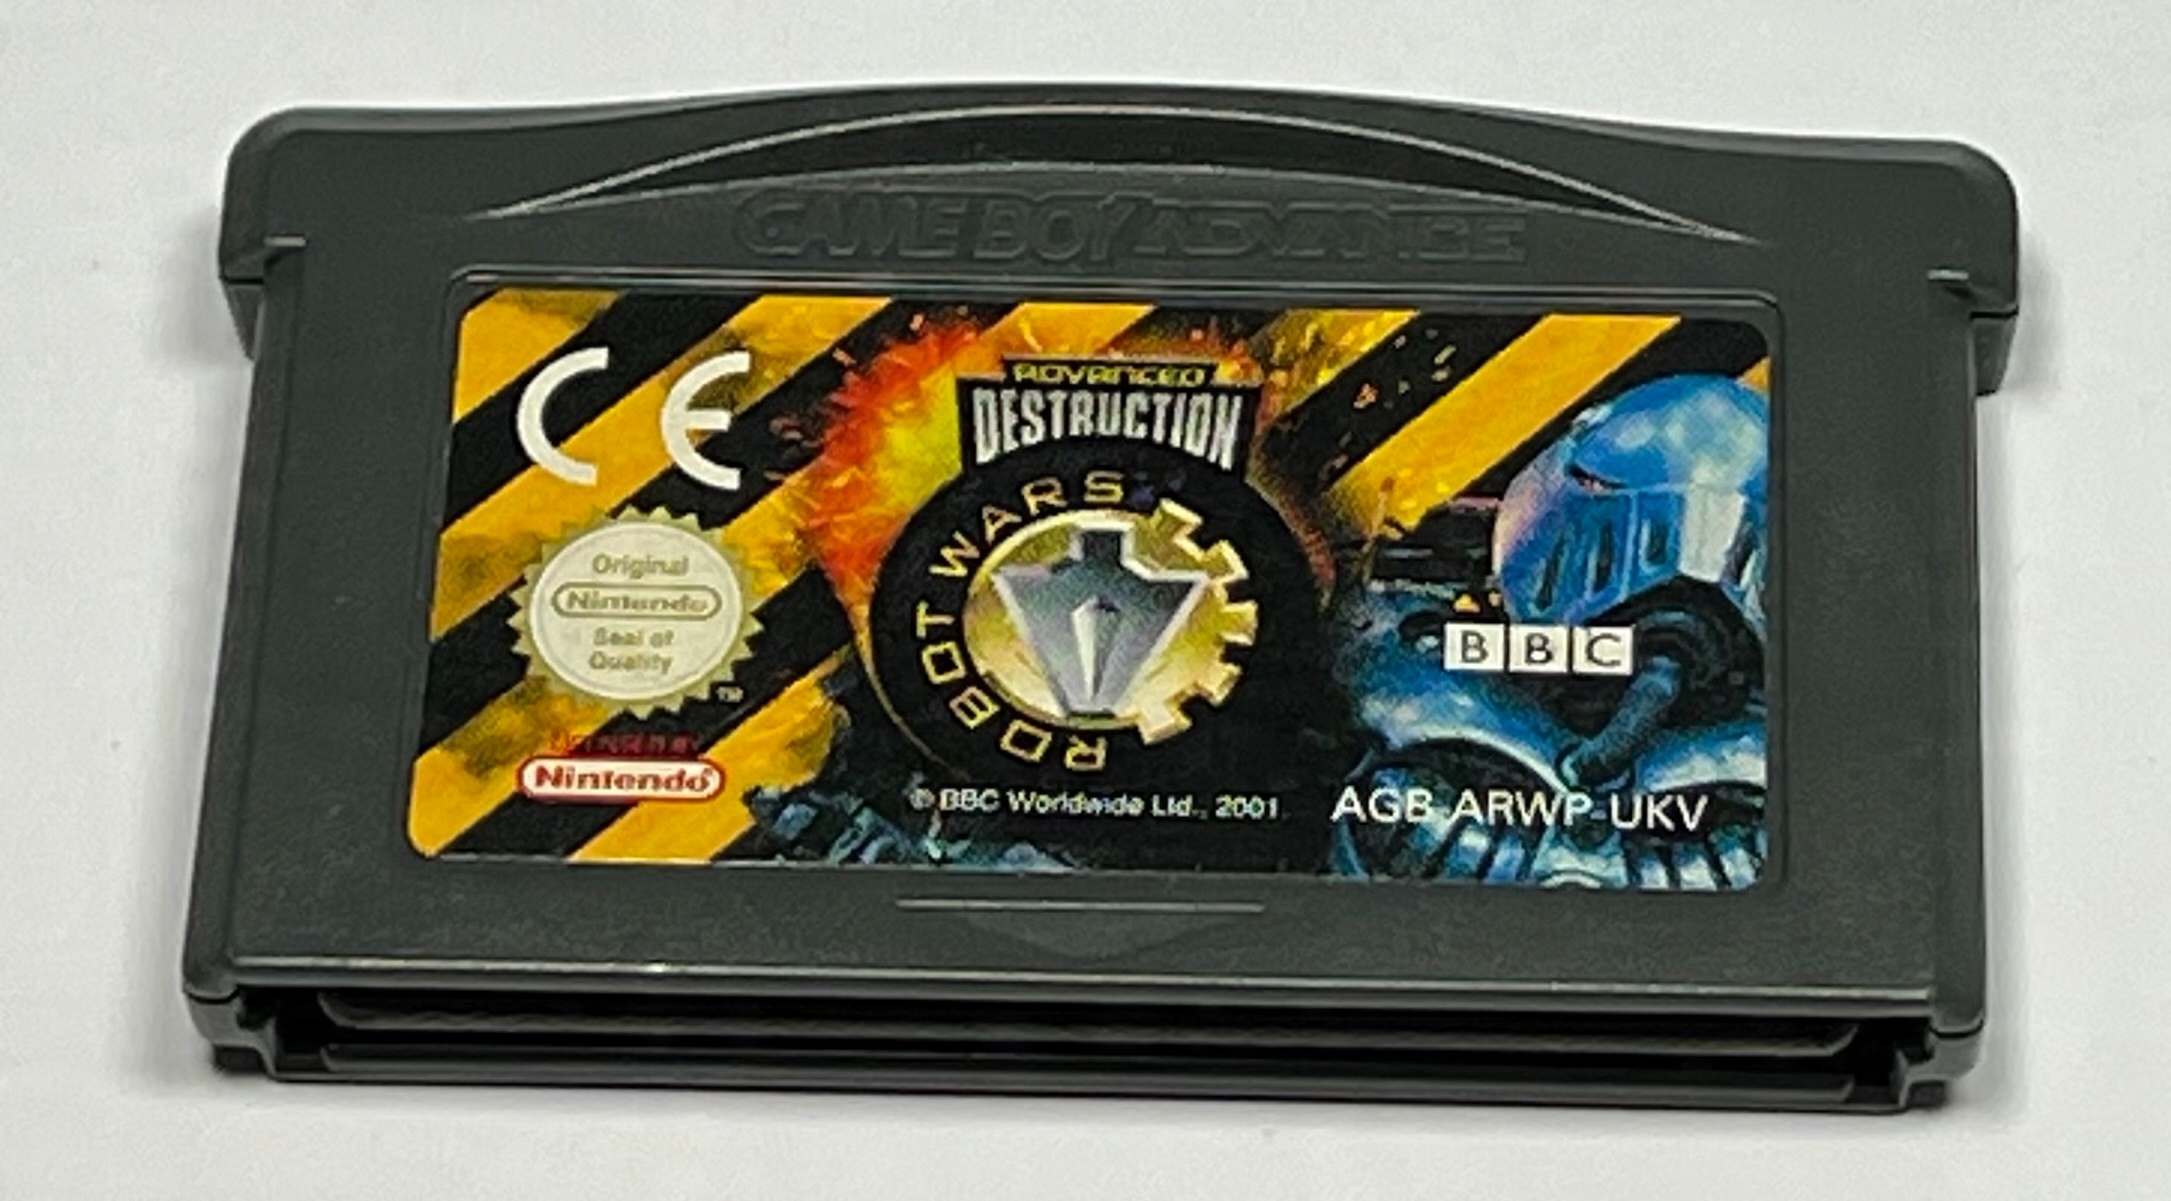 GAME BOY ADVANCE
CE
ADVANCED
DESTRUCTION
ROBOT WARS
Original
Nintendo
Seal of
Quality
TM
BBC
Nintendo
© BBC Worldwide Ltd., 2001
AGB-ARWP-UKV